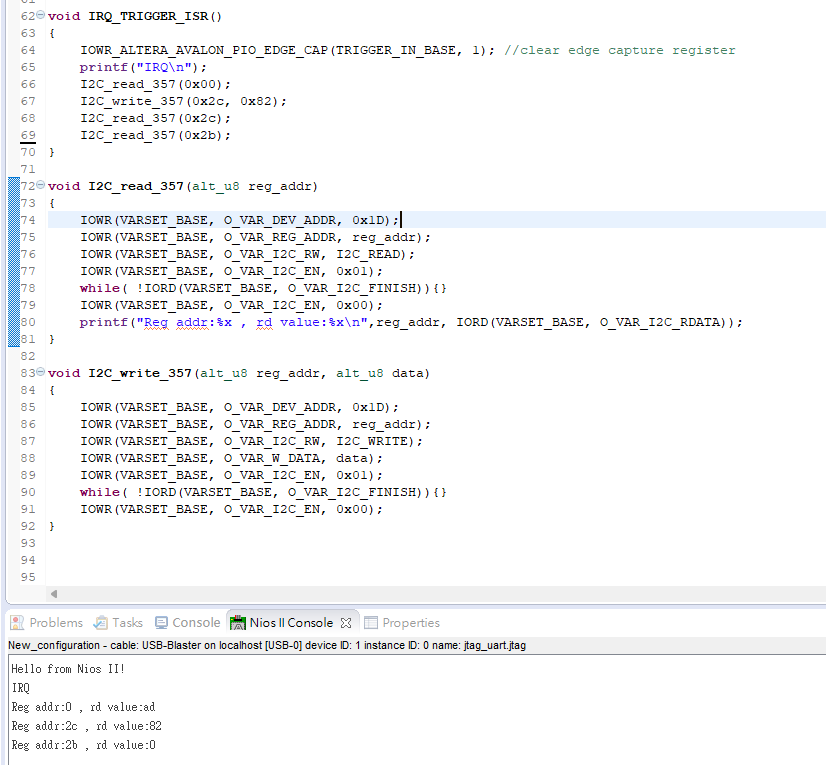 62 void IRQ_TRIGGER_ISR()
63 {
64 IOWR_ALTERA_AVALON_PIO_EDGE_CAP(TRIGGER_IN_BASE, 1); //clear edge capture register
65 printf("IRQ\n");
66 I2C_read_357(0x00);
67 I2C_write_357(0x2c, 0x82);
68 I2C_read_357(0x2c);
69 I2C_read_357(0x2b);
70 }
71
72 void I2C_read_357(alt_u8 reg_addr)
73 {
74 IOWR(VARSET_BASE, O_VAR_DEV_ADDR, 0x1D);
75 IOWR(VARSET_BASE, O_VAR_REG_ADDR, reg_addr);
76 IOWR(VARSET_BASE, O_VAR_I2C_RW, I2C_READ);
77 IOWR(VARSET_BASE, O_VAR_I2C_EN, 0x01);
78 while( !IORD(VARSET_BASE, O_VAR_I2C_FINISH)){}
79 IOWR(VARSET_BASE, O_VAR_I2C_EN, 0x00);
80 printf("Reg addr:%x , rd value:%x\n",reg_addr, IORD(VARSET_BASE, O_VAR_I2C_RDATA));
81 }
82
83 void I2C_write_357(alt_u8 reg_addr, alt_u8 data)
84 {
85 IOWR(VARSET_BASE, O_VAR_DEV_ADDR, 0x1D);
86 IOWR(VARSET_BASE, O_VAR_REG_ADDR, reg_addr);
87 IOWR(VARSET_BASE, O_VAR_I2C_RW, I2C_WRITE);
88 IOWR(VARSET_BASE, O_VAR_W_DATA, data);
89 IOWR(VARSET_BASE, O_VAR_I2C_EN, 0x01);
90 while( !IORD(VARSET_BASE, O_VAR_I2C_FINISH)){}
91 IOWR(VARSET_BASE, O_VAR_I2C_EN, 0x00);
92 }
93
94
95
Problems Tasks Console Nios II Console Properties
New_configuration - cable: USB-Blaster on localhost [USB-0] device ID: 1 instance ID: 0 name: jtag_uart.jtag
Hello from Nios II!
IRQ
Reg addr:0 , rd value:ad
Reg addr:2c , rd value:82
Reg addr:2b , rd value:0